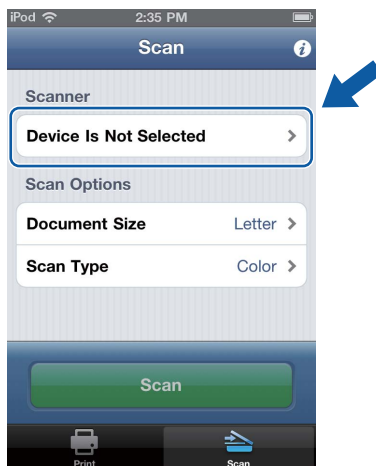 iPod 2:35 PM
Scan
Scanner
Device Is Not Selected
Scan Options
Document Size Letter
Scan Type Color
Scan
Print Scan